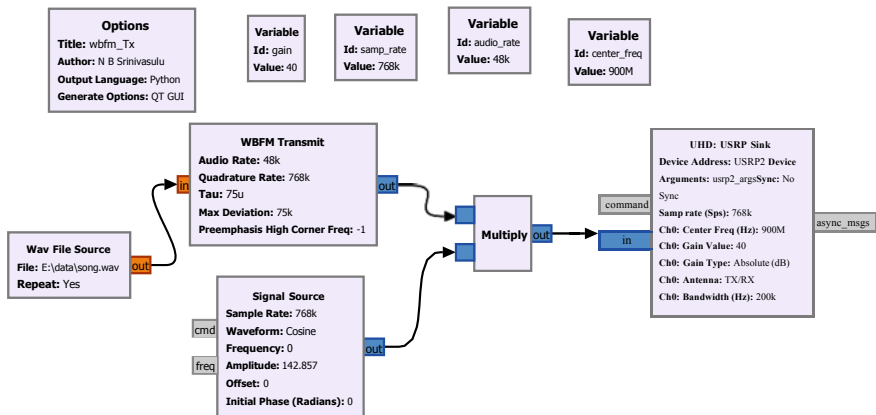 Options
Title: wbfm_Tx
Author: N B Srinivasulu
Output Language: Python
Generate Options: QT GUI
Variable
Id: gain
Value: 40
Variable
Id: samp_rate
Value: 768k
Variable
Id: audio_rate
Value: 48k
Variable
Id: center_freq
Value: 900M
WBFM Transmit
Audio Rate: 48k
Quadrature Rate: 768k
Tau: 75u
Max Deviation: 75k
Preemphasis High Corner Freq: -1
in
out
Wav File Source
File: E:\data\song.wav
Repeat: Yes
out
Signal Source
Sample Rate: 768k
Waveform: Cosine
Frequency: 0
Amplitude: 142.857
Offset: 0
Initial Phase (Radians): 0
cmd
freq
out
Multiply
out
UHD: USRP Sink
Device Address: USRP2 Device
Arguments: usrp2_argsSync: No
Sync
Samp rate (Sps): 768k
Ch0: Center Freq (Hz): 900M
Ch0: Gain Value: 40
Ch0: Gain Type: Absolute (dB)
Ch0: Antenna: TX/RX
Ch0: Bandwidth (Hz): 200k
command
in
async_msgs